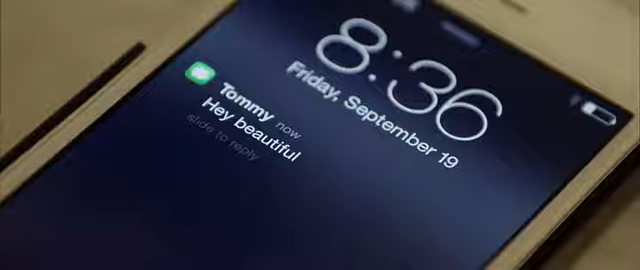 8:36
Friday, September 19
Tommy now
Hey beautiful
slide to reply